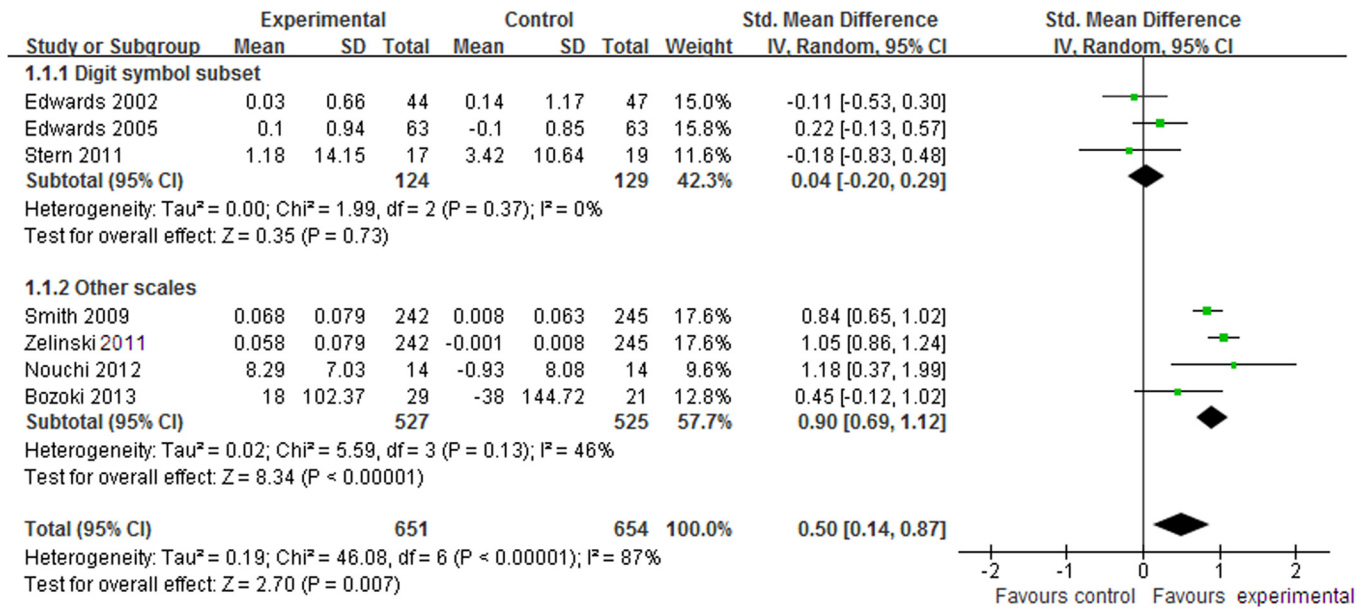 Experimental Control Std. Mean Difference Std. Mean Difference
Study or Subgroup Mean SD Total Mean SD Total Weight IV, Random, 95% CI IV, Random, 95% CI
1.1.1 Digit symbol subset
Edwards 2002 0.03 0.66 44 0.14 1.17 47 15.0% -0.11 [-0.53, 0.30]
Edwards 2005 0.1 0.94 63 -0.1 0.85 63 15.8% 0.22 [-0.13, 0.57]
Stern 2011 1.18 14.15 17 3.42 10.64 19 11.6% -0.18 [-0.83, 0.48]
Subtotal (95% CI) 124 129 42.3% 0.04 [-0.20, 0.29]
Heterogeneity: Tau² = 0.00; Chi² = 1.99, df = 2 (P = 0.37); I² = 0%
Test for overall effect: Z = 0.35 (P = 0.73)
1.1.2 Other scales
Smith 2009 0.068 0.079 242 0.008 0.063 245 17.6% 0.84 [0.65, 1.02]
Zelinski 2011 0.058 0.079 242 -0.001 0.008 245 17.6% 1.05 [0.86, 1.24]
Nouchi 2012 8.29 7.03 14 -0.93 8.08 14 9.6% 1.18 [0.37, 1.99]
Bozoki 2013 18 102.37 29 -38 144.72 21 12.8% 0.45 [-0.12, 1.02]
Subtotal (95% CI) 527 525 57.7% 0.90 [0.69, 1.12]
Heterogeneity: Tau² = 0.02; Chi² = 5.59, df = 3 (P = 0.13); I² = 46%
Test for overall effect: Z = 8.34 (P < 0.00001)
Total (95% CI) 651 654 100.0% 0.50 [0.14, 0.87]
Heterogeneity: Tau² = 0.19; Chi² = 46.08, df = 6 (P < 0.00001); I² = 87%
Test for overall effect: Z = 2.70 (P = 0.007)
-2 -1 0 1 2
Favours control Favours experimental